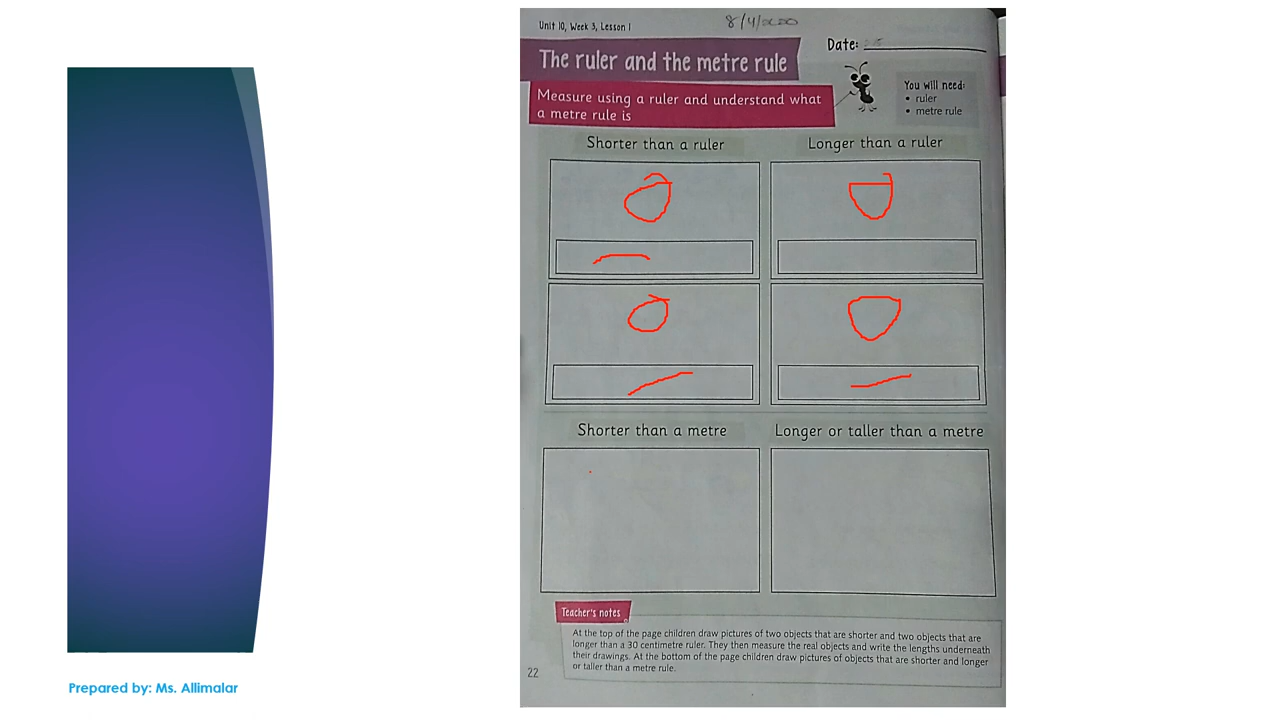 Unit 10, Week 3, Lesson 1
8/4/2020
Date:
The ruler and the metre rule
Measure using a ruler and understand what
a metre rule is
You will need:
• ruler
• metre rule
Shorter than a ruler
Longer than a ruler
Shorter than a metre
Longer or taller than a metre
Teacher's notes
At the top of the page children draw pictures of two objects that are shorter and two objects that are
longer than a 30 centimetre ruler. They then measure the real objects and write the lengths underneath
their drawings. At the bottom of the page children draw pictures of objects that are shorter and longer
or taller than a metre rule.
22
Prepared by: Ms. Allimalar